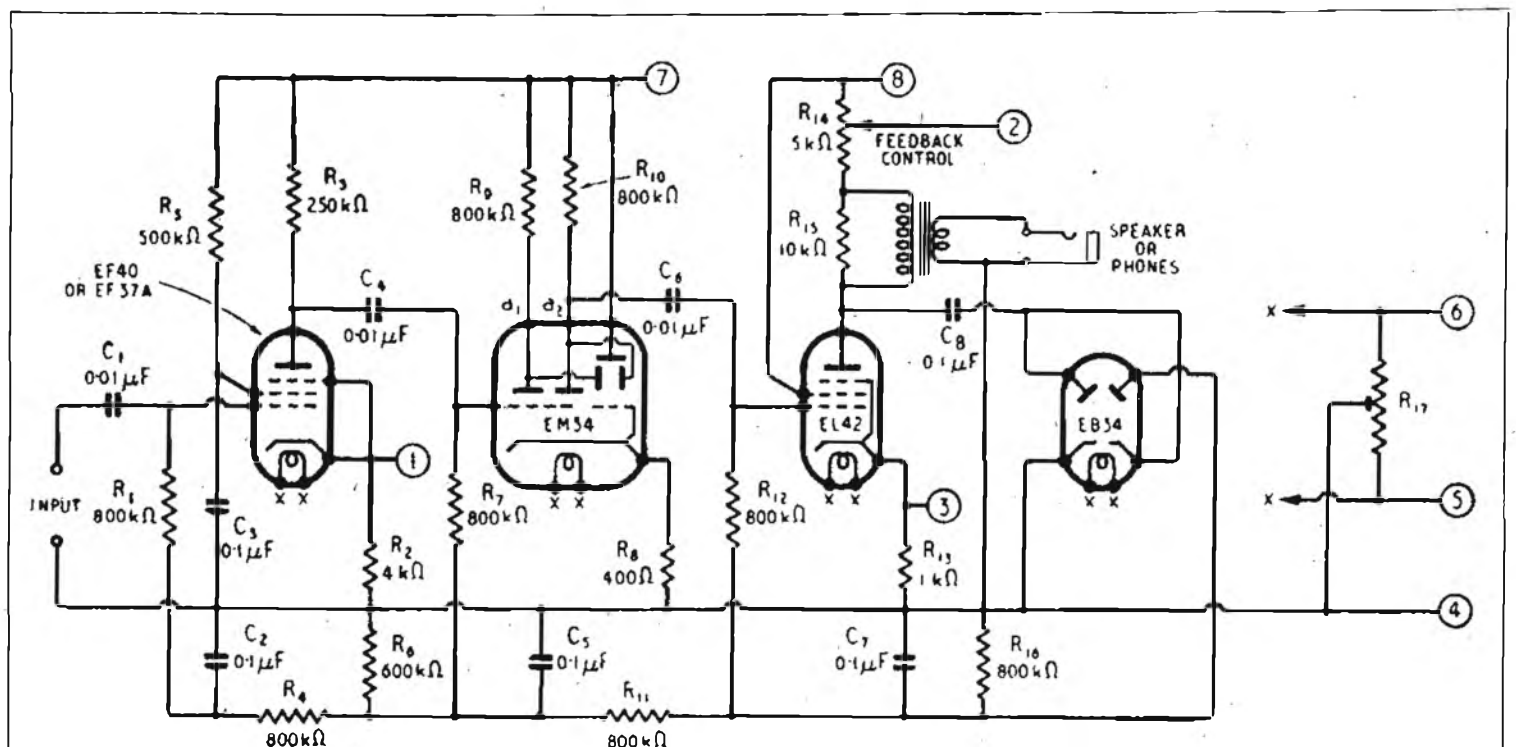 7
8
R14
5kΩ
2
FEEDBACK
CONTROL
R5
500kΩ
R3
250kΩ
R9
800kΩ
R10
800kΩ
R15
10kΩ
SPEAKER
OR
PHONES
EF40
OR EF37A
C4
0·01µF
a1
a2
C6
0·01µF
C8
0·1µF
C1
0·01µF
X
6
R17
EM34
EL42
EB34
INPUT
R1
800kΩ
X X
1
R7
800kΩ
X X
R12
800kΩ
X X
3
X X
X
5
C3
0·1µF
R2
4kΩ
R8
400Ω
R13
1kΩ
4
C2
0·1µF
R6
600kΩ
C5
0·1µF
C7
0·1µF
R16
800kΩ
R4
800kΩ
R11
800kΩ